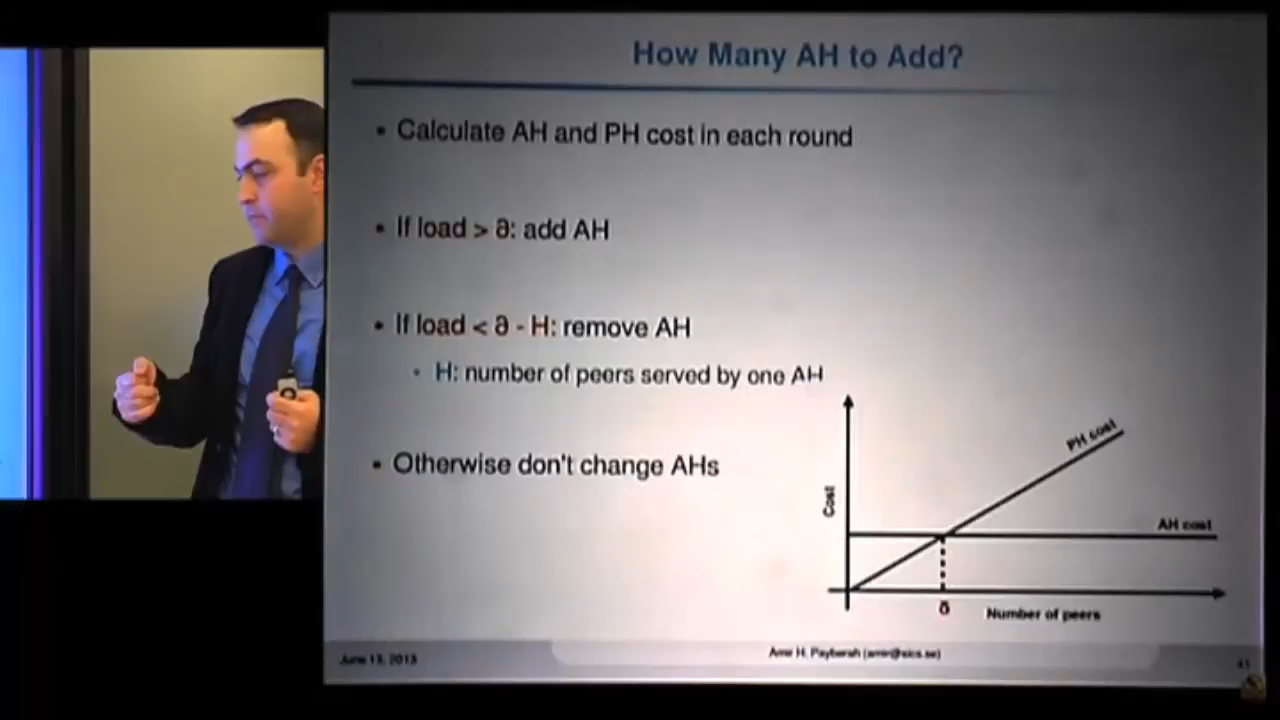 How Many AH to Add?
• Calculate AH and PH cost in each round
• If load > ∂: add AH
• If load < ∂ - H: remove AH
• H: number of peers served by one AH
• Otherwise don't change AHs
PH cost
Cost
AH cost
∂
Number of peers
June 13, 2013
Amir H. Payberah (amir@sics.se)
41